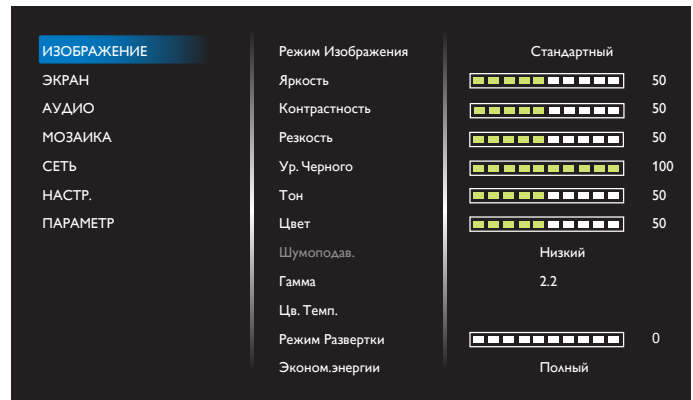 ИЗОБРАЖЕНИЕ
ЭКРАН
АУДИО
МОЗАИКА
СЕТЬ
НАСТР.
ПАРАМЕТР
Режим Изображения Стандартный
Яркость 50
Контрастность 50
Резкость 50
Ур. Черного 100
Тон 50
Цвет 50
Шумоподав. Низкий
Гамма 2.2
Цв. Темп.
Режим Развертки 0
Эконом.энергии Полный